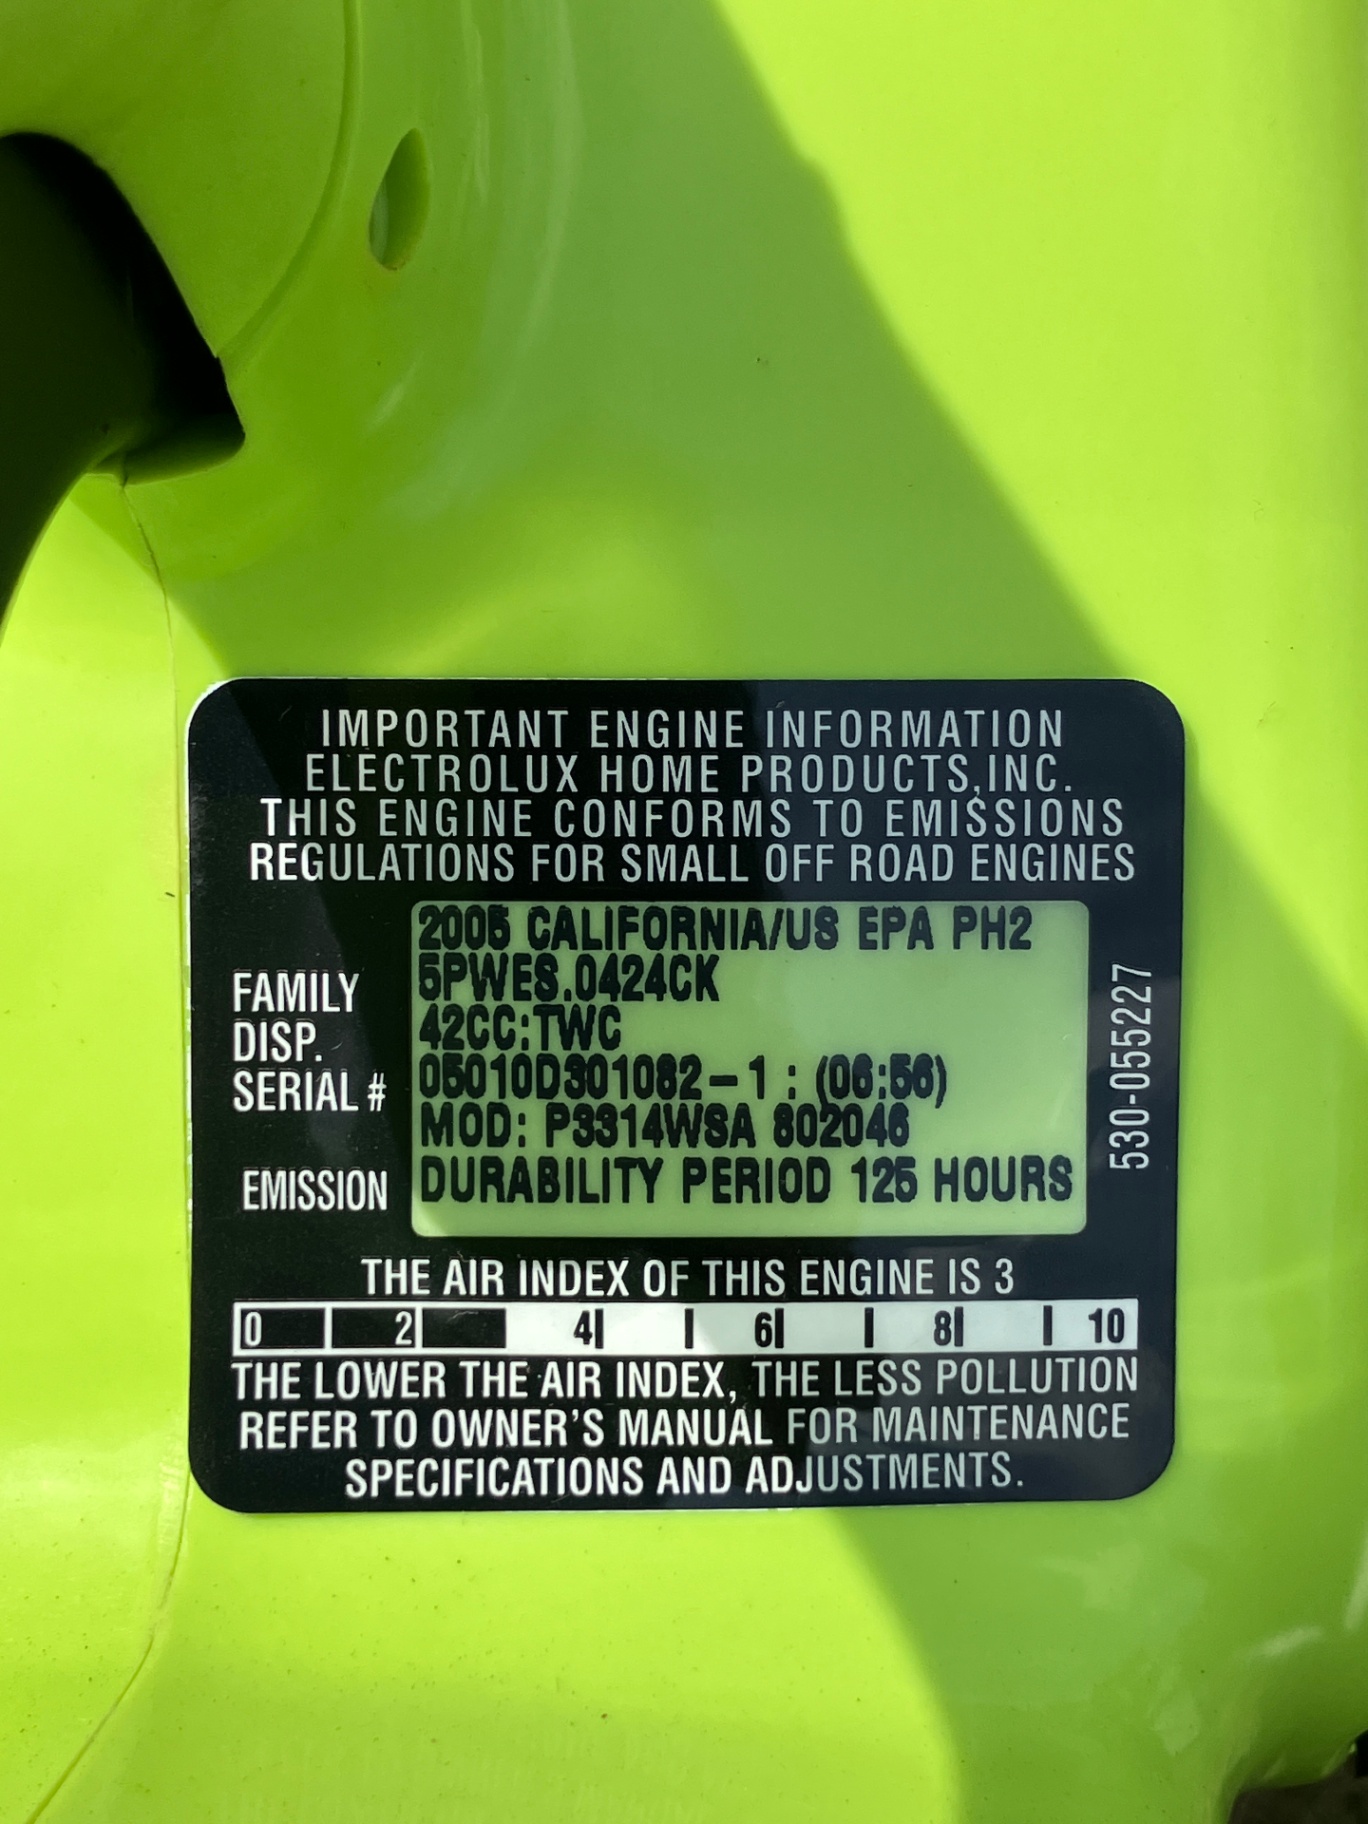 IMPORTANT ENGINE INFORMATION
ELECTROLUX HOME PRODUCTS,INC.
THIS ENGINE CONFORMS TO EMISSIONS
REGULATIONS FOR SMALL OFF ROAD ENGINES
2005 CALIFORNIA/US EPA PH2
FAMILY 5PWES.0424CK
DISP. 42CC:TWC
SERIAL # 05010D301082-1 : (06:56)
MOD: P3314WSA 802046
EMISSION DURABILITY PERIOD 125 HOURS
530-055227
THE AIR INDEX OF THIS ENGINE IS 3
0 2 4 6 8 10
THE LOWER THE AIR INDEX, THE LESS POLLUTION
REFER TO OWNER'S MANUAL FOR MAINTENANCE
SPECIFICATIONS AND ADJUSTMENTS.